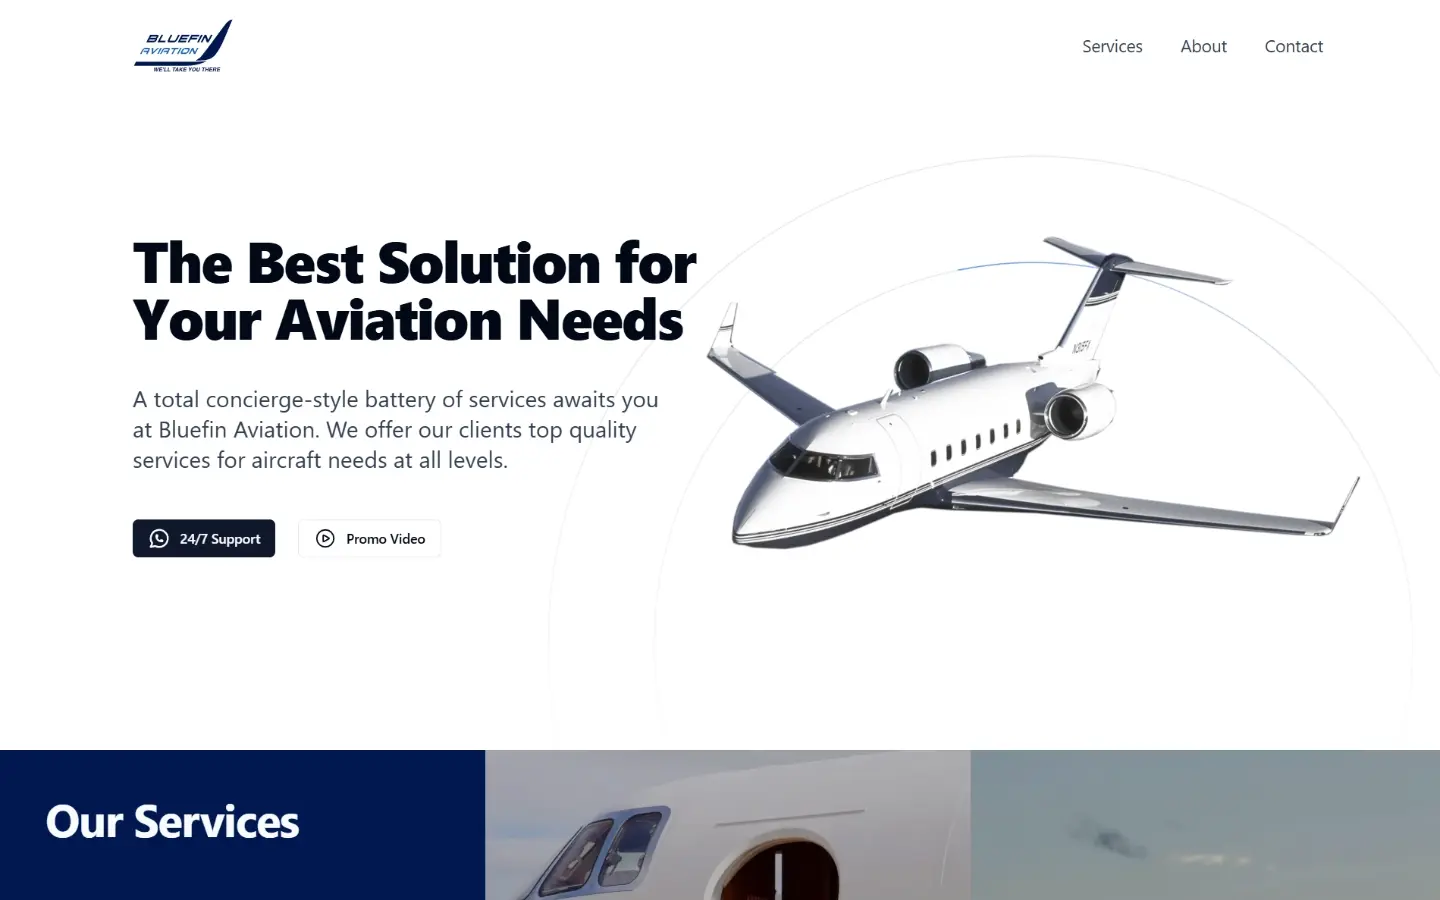 BLUEFIN
AVIATION
WE'LL TAKE YOU THERE
Services
About
Contact
The Best Solution for
Your Aviation Needs
A total concierge-style battery of services awaits you
at Bluefin Aviation. We offer our clients top quality
services for aircraft needs at all levels.
24/7 Support
Promo Video
Our Services